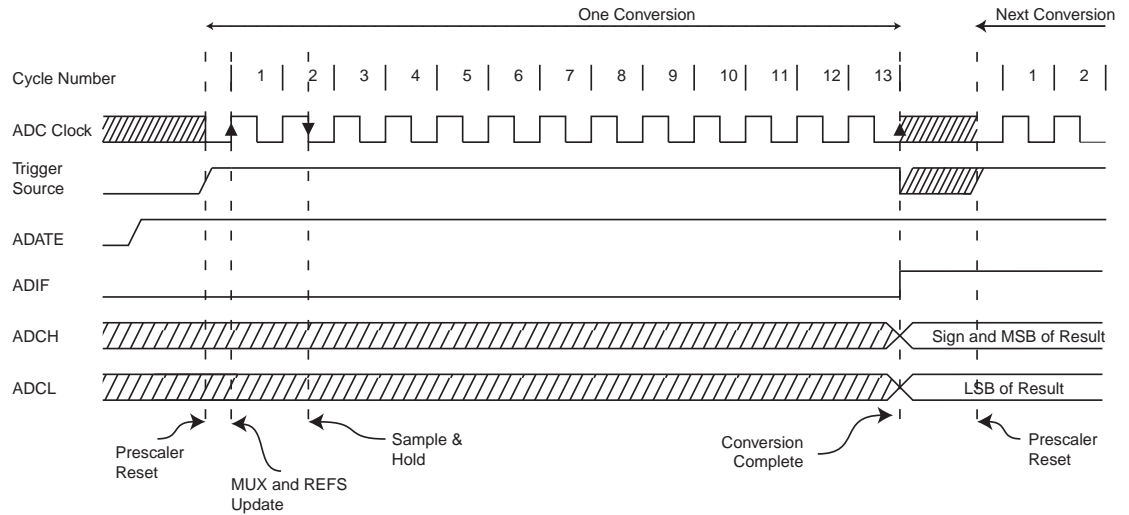 One Conversion
Next Conversion
Cycle Number
1 2 3 4 5 6 7 8 9 10 11 12 13 1 2
ADC Clock
Trigger
Source
ADATE
ADIF
ADCH
Sign and MSB of Result
ADCL
LSB of Result
Prescaler
Reset
MUX and REFS
Update
Sample &
Hold
Conversion
Complete
Prescaler
Reset